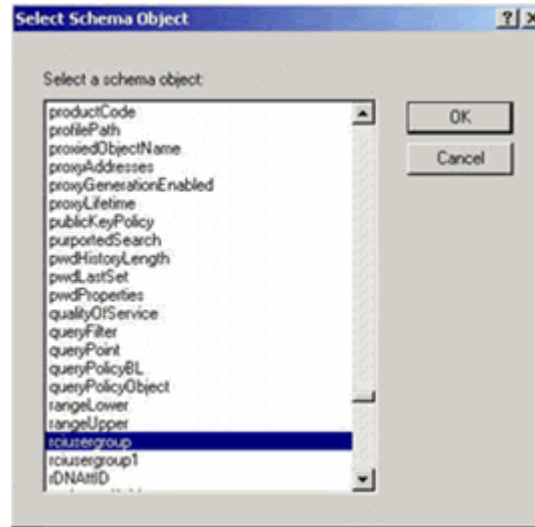 Select Schema Object
Select a schema object:
productCode
profilePath
proxiedObjectName
proxyAddresses
proxyGenerationEnabled
proxyLifetime
publicKeyPolicy
purportedSearch
pwdHistoryLength
pwdLastSet
pwdProperties
qualityOfService
queryFilter
queryPoint
queryPolicyBL
queryPolicyObject
rangeLower
rangeUpper
rciusergroup
rciusergroup1
rDNAttID
OK
Cancel